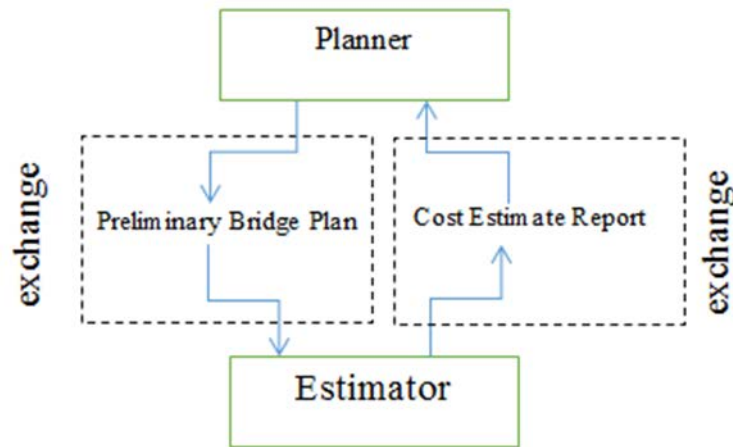 Planner
exchange
Preliminary Bridge Plan
Cost Estimate Report
exchange
Estimator